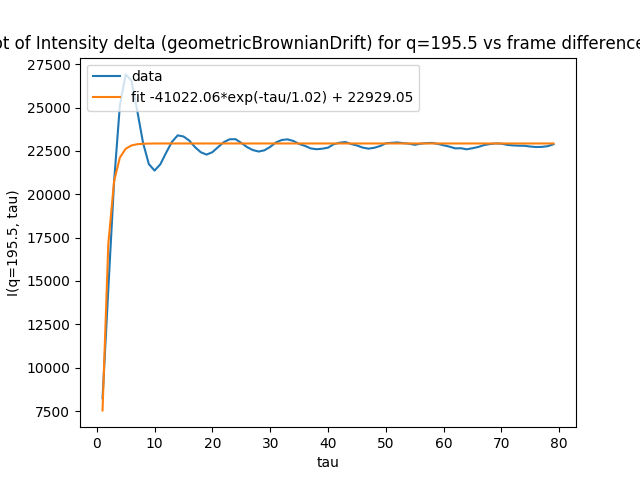 ot of Intensity delta (geometricBrownianDrift) for q=195.5 vs frame difference
data
fit -41022.06*exp(-tau/1.02) + 22929.05
27500
25000
22500
20000
17500
15000
12500
10000
7500
I(q=195.5, tau)
0 10 20 30 40 50 60 70 80
tau